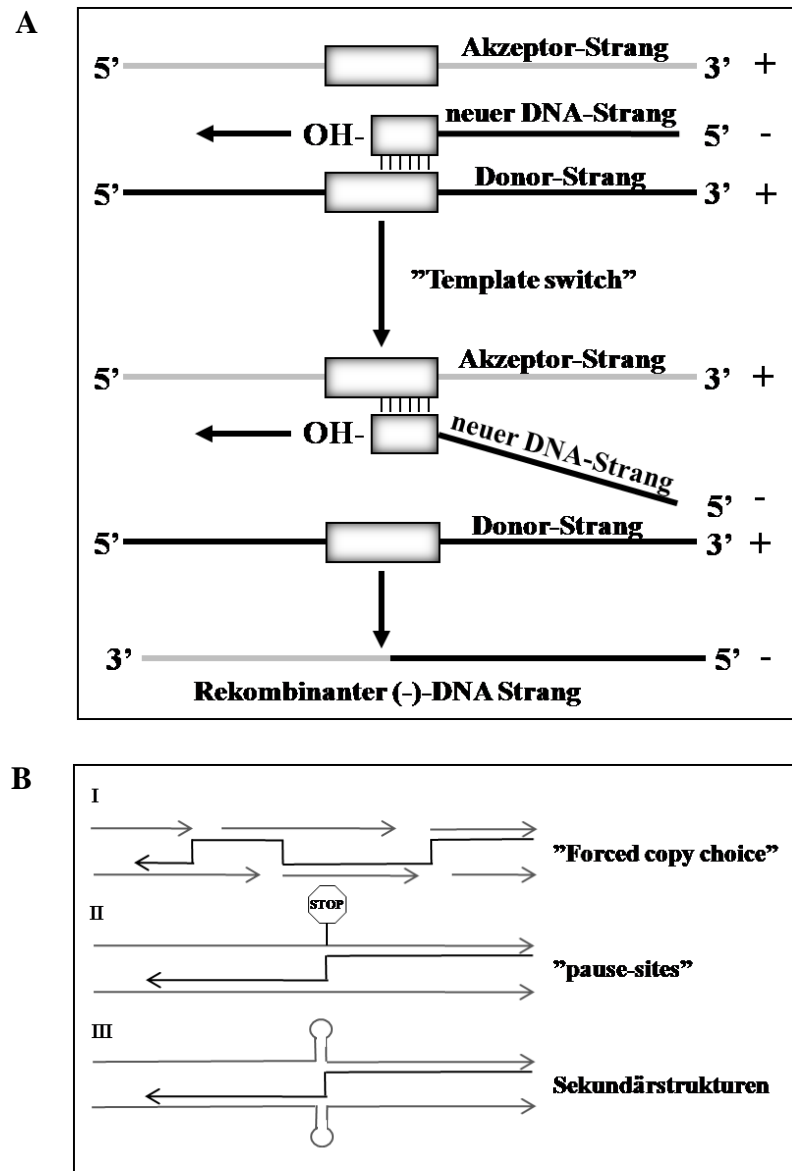 A
Akzeptor-Strang
5’ 3’ +
neuer DNA-Strang
OH- 5’ -
Donor-Strang
5’ 3’ +
”Template switch”
Akzeptor-Strang
5’ 3’ +
OH- neuer DNA-Strang
5’ -
Donor-Strang
5’ 3’ +
3’ 5’ -
Rekombinanter (-)-DNA Strang
B
I
”Forced copy choice”
STOP
II
”pause-sites”
III
Sekundärstrukturen